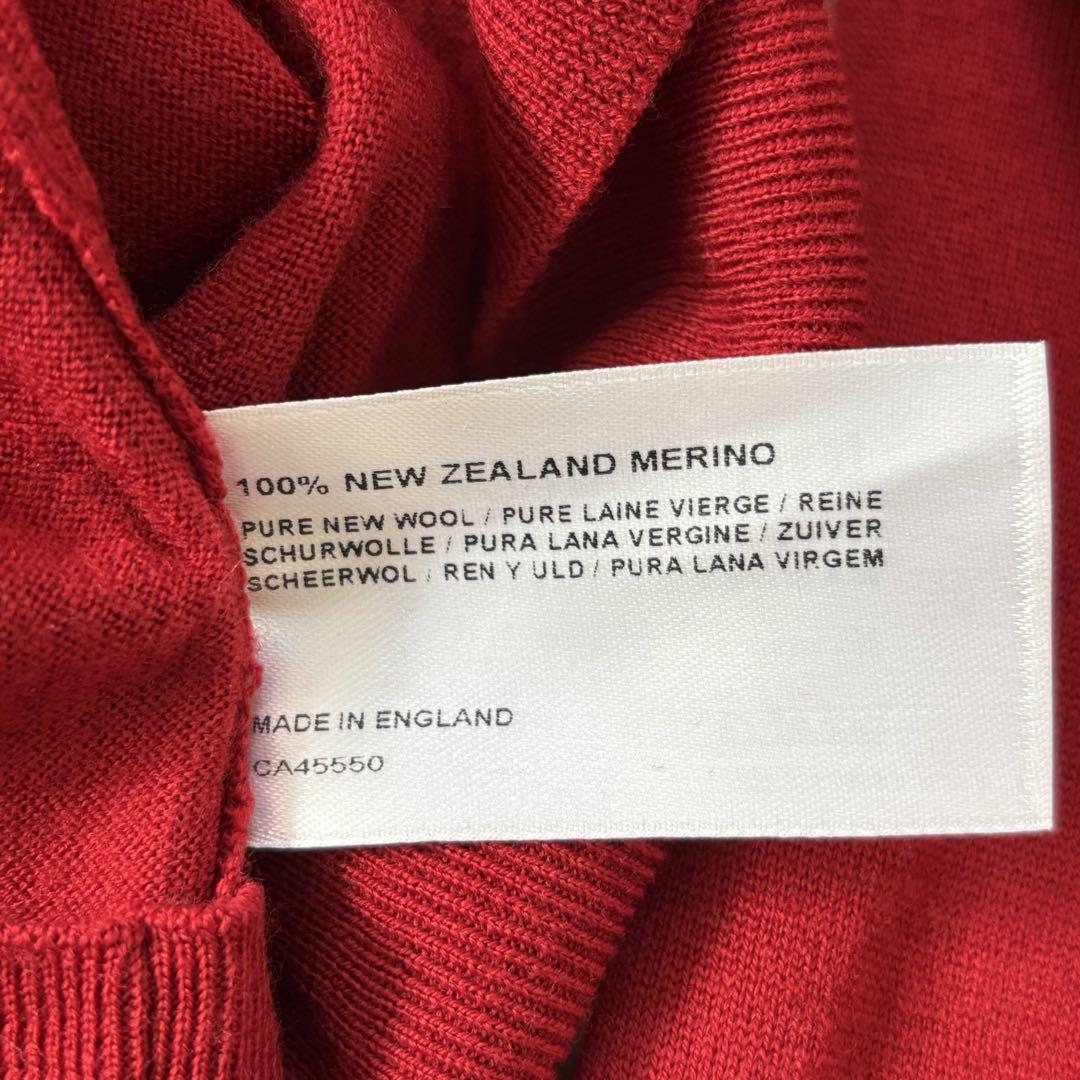 100% NEW ZEALAND MERINO
PURE NEW WOOL / PURE LAINE VIERGE / REINE
SCHURWOLLE / PURA LANA VERGINE / ZUIVER
SCHEERWOL / REN Y ULD / PURA LANA VIRGEM
MADE IN ENGLAND
CA45550